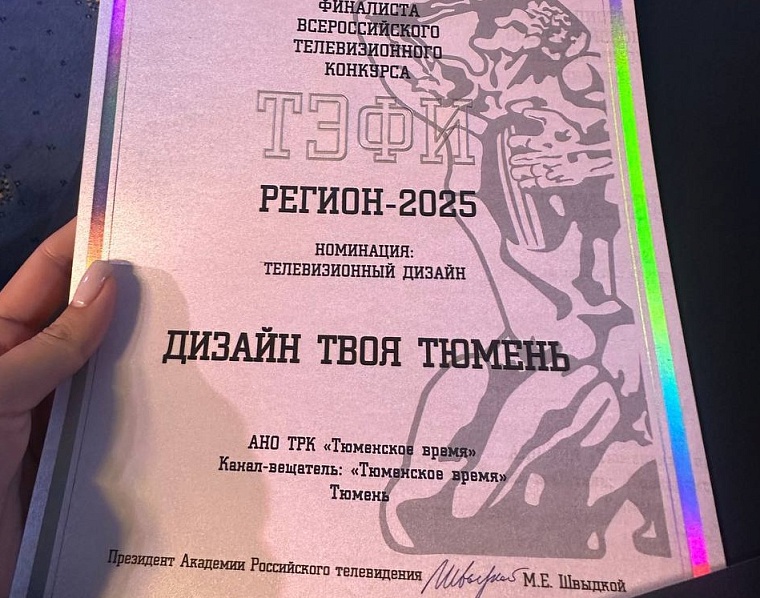 ФИНАЛИСТА
ВСЕРОССИЙСКОГО
ТЕЛЕВИЗИОННОГО
КОНКУРСА
ТЭФИ
РЕГИОН-2025
НОМИНАЦИЯ:
ТЕЛЕВИЗИОННЫЙ ДИЗАЙН
ДИЗАЙН ТВОЯ ТЮМЕНЬ
АНО ТРК «Тюменское время»
Канал-вещатель: «Тюменское время»
Тюмень
Президент Академии Российского телевидения М.Е. Швыдкой